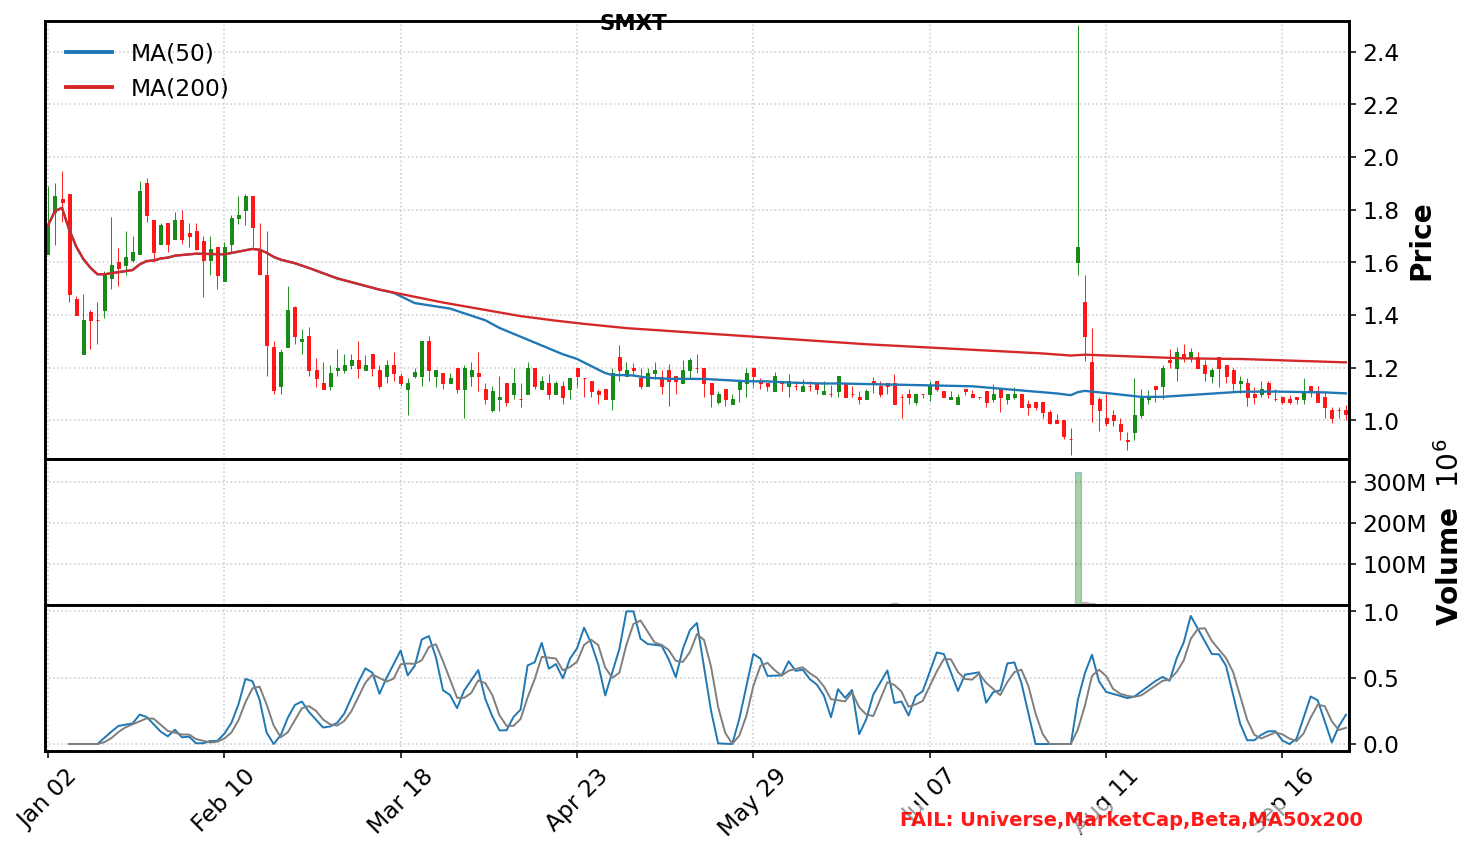 SMXT
MA(50)
MA(200)
2.4
2.2
2.0
1.8
1.6
1.4
1.2
1.0
Price
300M
200M
100M
Volume 10^6
1.0
0.5
0.0
Jan 02
Feb 10
Mar 18
Apr 23
May 29
Jul 07
Aug 11
Sep 16
FAIL: Universe,MarketCap,Beta,MA50x200